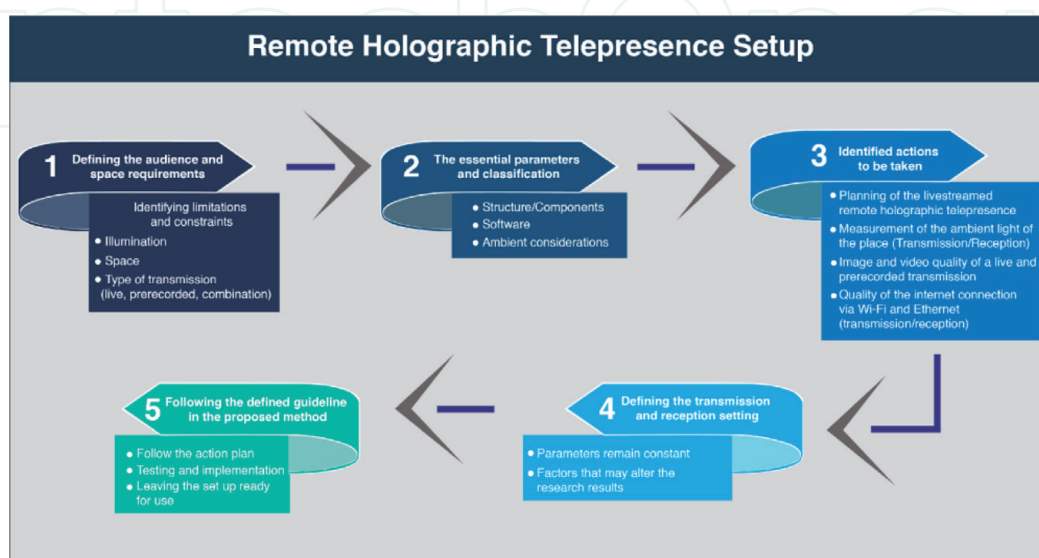 Remote Holographic Telepresence Setup
1
Defining the audience and
space requirements
Identifying limitations
and constraints
• Illumination
• Space
• Type of transmission
(live, prerecorded, combination)
2
The essential parameters
and classification
• Structure/Components
• Software
• Ambient considerations
3
Identified actions
to be taken
• Planning of the livestreamed
remote holographic telepresence
• Measurement of the ambient light of
the place (Transmission/Reception)
• Image and video quality of a live and
prerecorded transmission
• Quality of the internet connection
via Wi-Fi and Ethernet
(transmission/reception)
4
Defining the transmission
and reception setting
• Parameters remain constant
• Factors that may alter the
research results
5
Following the defined guideline
in the proposed method
• Follow the action plan
• Testing and implementation
• Leaving the set up ready
for use